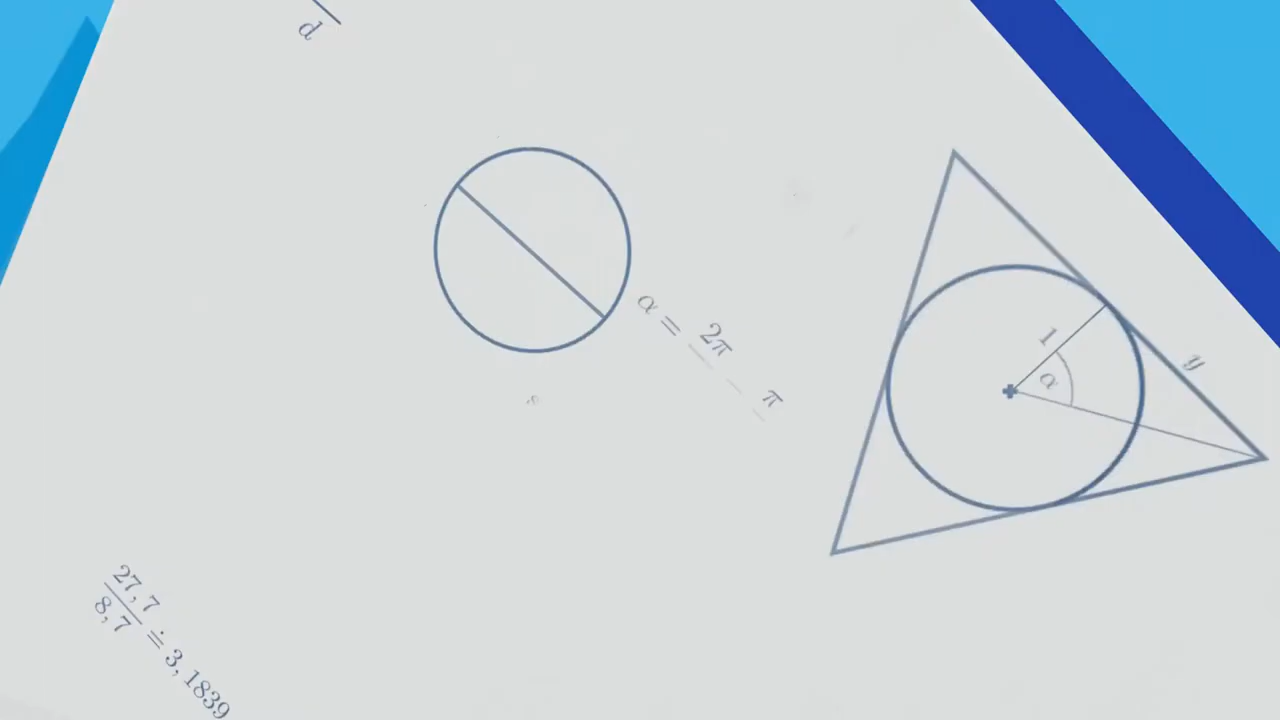 d
α = 2π π
1
α
y
27,7
8,7 ≐ 3,1839